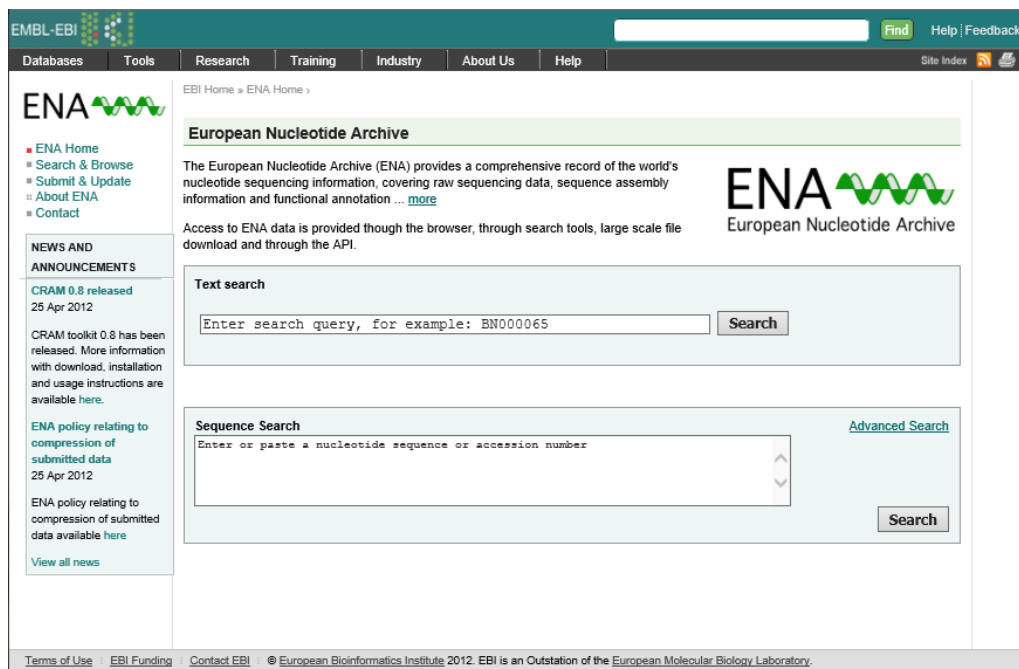 EMBL-EBI
Find
Help
Feedback
Databases
Tools
Research
Training
Industry
About Us
Help
Site Index
ENA
EBI Home » ENA Home ›
ENA Home
Search & Browse
Submit & Update
About ENA
Contact
NEWS AND
ANNOUNCEMENTS
CRAM 0.8 released
25 Apr 2012
CRAM toolkit 0.8 has been
released. More information
with download, installation
and usage instructions are
available here.
ENA policy relating to
compression of
submitted data
25 Apr 2012
ENA policy relating to
compression of submitted
data available here
View all news
European Nucleotide Archive
The European Nucleotide Archive (ENA) provides a comprehensive record of the world's
nucleotide sequencing information, covering raw sequencing data, sequence assembly
information and functional annotation ... more
Access to ENA data is provided though the browser, through search tools, large scale file
download and through the API.
ENA
European Nucleotide Archive
Text search
Enter search query, for example: BN000065
Search
Sequence Search
Advanced Search
Enter or paste a nucleotide sequence or accession number
Search
Terms of Use
EBI Funding
Contact EBI
© European Bioinformatics Institute 2012. EBI is an Outstation of the European Molecular Biology Laboratory.